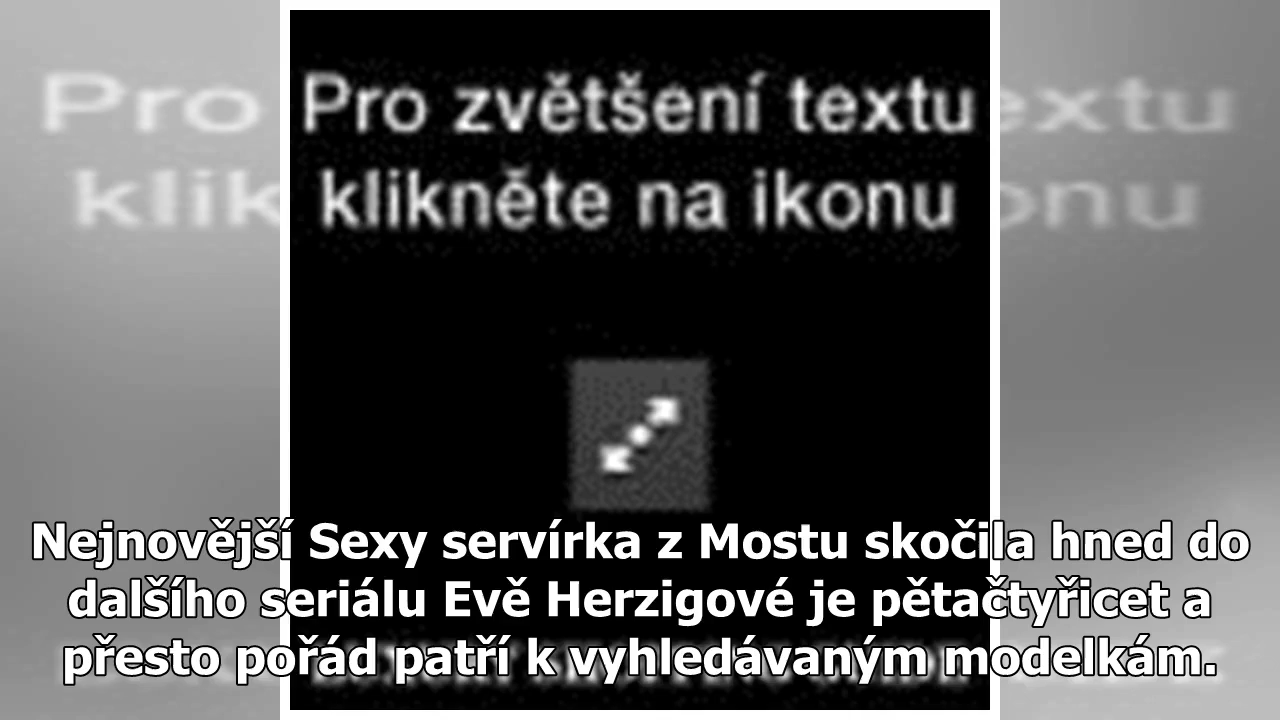 Pro zvětšení textu
klikněte na ikonu
Nejnovější Sexy servírka z Mostu skočila hned do
dalšího seriálu Evě Herzigové je pětačtyřicet a
přesto pořád patří k vyhledávaným modelkám.